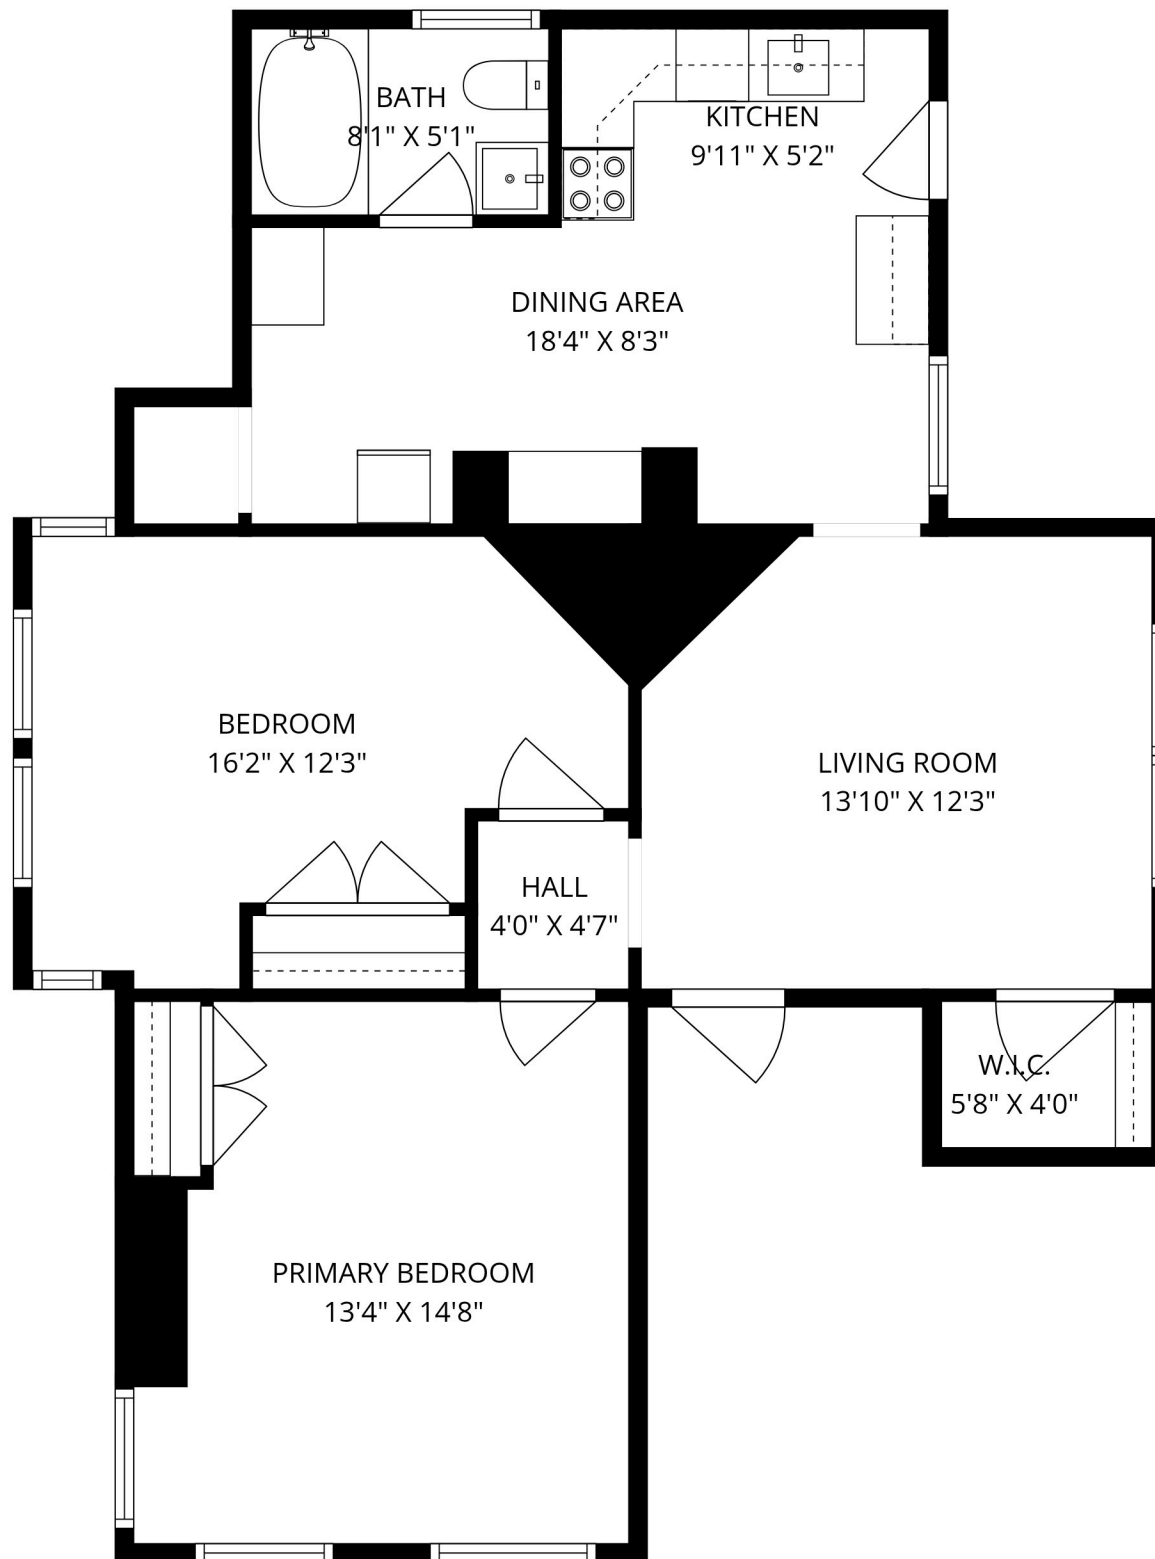 BATH
8'1" X 5'1"
KITCHEN
9'11" X 5'2"
DINING AREA
18'4" X 8'3"
BEDROOM
16'2" X 12'3"
LIVING ROOM
13'10" X 12'3"
HALL
4'0" X 4'7"
W.I.C.
5'8" X 4'0"
PRIMARY BEDROOM
13'4" X 14'8"